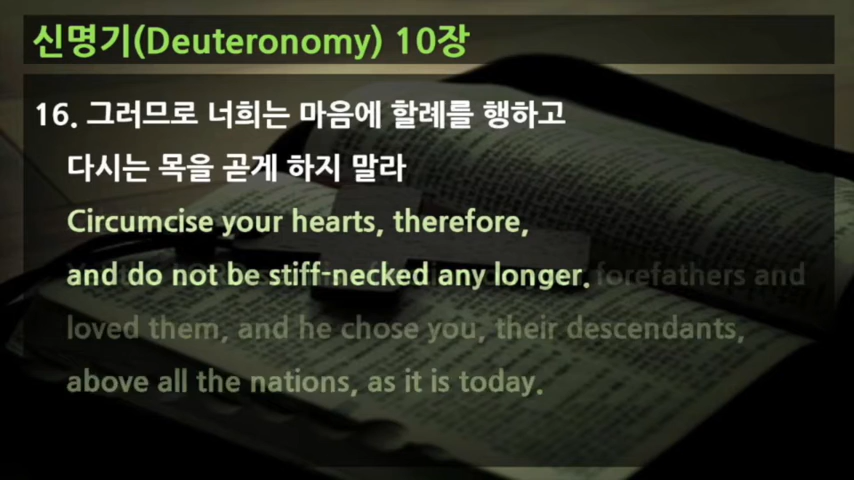 신명기(Deuteronomy) 10장
16. 그러므로 너희는 마음에 할례를 행하고
다시는 목을 곧게 하지 말라
Circumcise your hearts, therefore,
and do not be stiff-necked any longer.
forefathers and
loved them, and he chose you, their descendants,
above all the nations, as it is today.